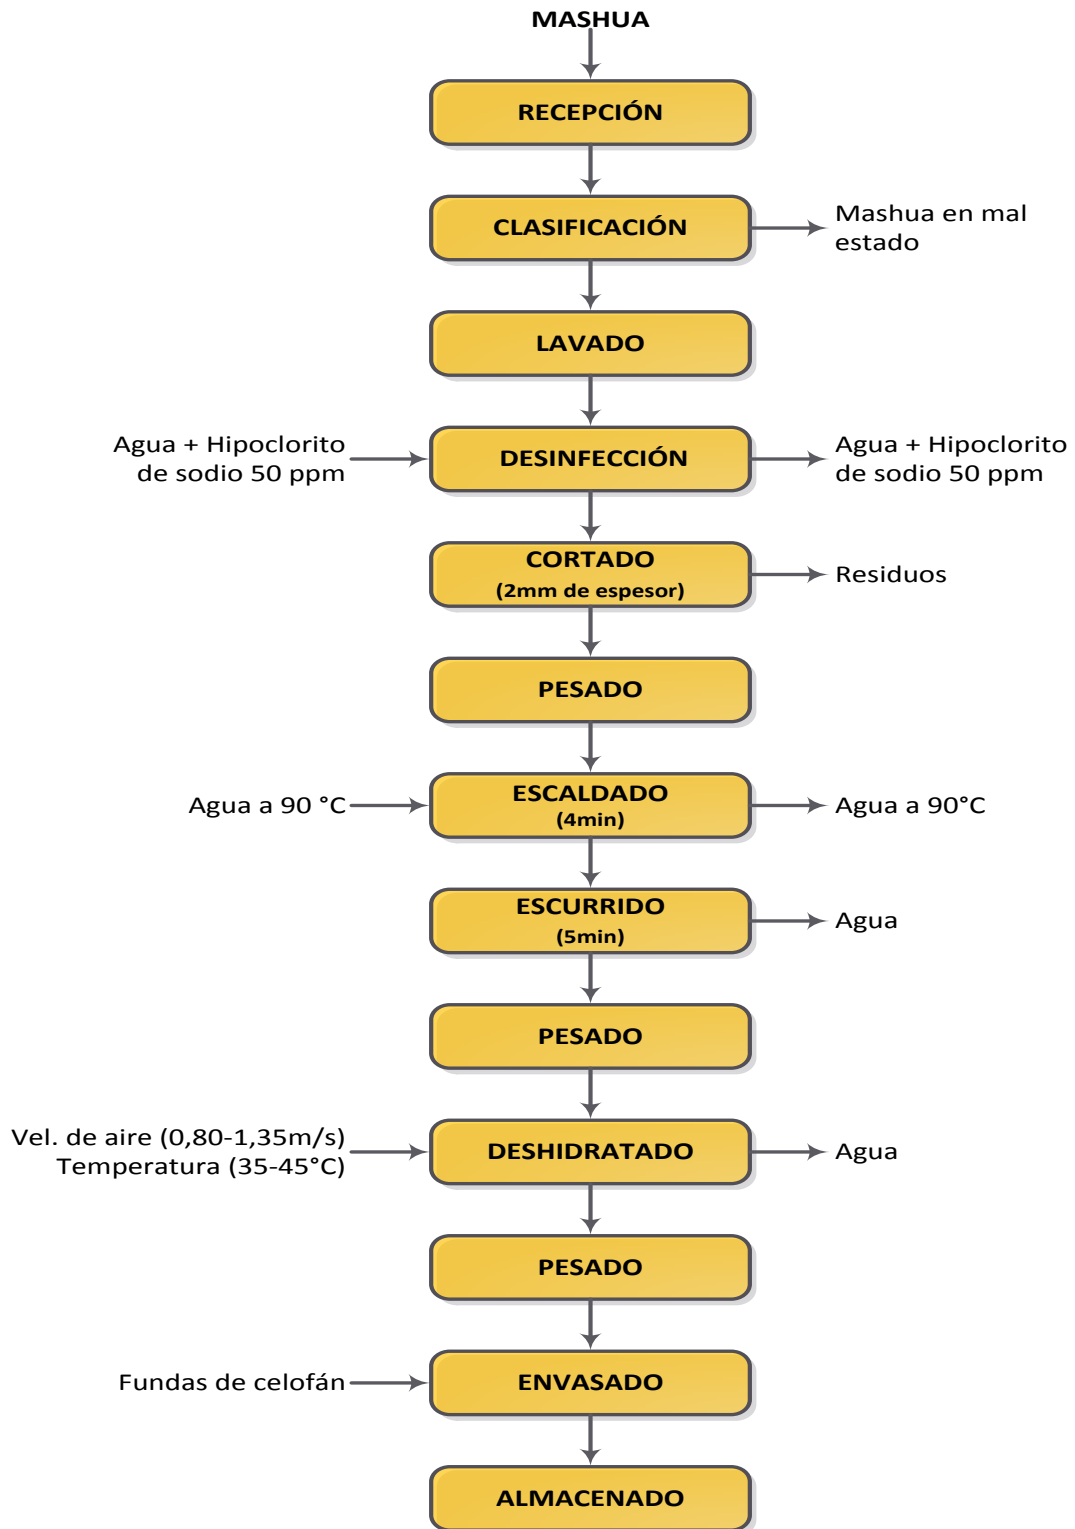 MASHUA
RECEPCIÓN
CLASIFICACIÓN
Mashua en mal
estado
LAVADO
Agua + Hipoclorito
de sodio 50 ppm
DESINFECCIÓN
Agua + Hipoclorito
de sodio 50 ppm
CORTADO
(2mm de espesor)
Residuos
PESADO
Agua a 90 °C
ESCALDADO
(4min)
Agua a 90°C
ESCURRIDO
(5min)
Agua
PESADO
Vel. de aire (0,80-1,35m/s)
Temperatura (35-45°C)
DESHIDRATADO
Agua
PESADO
Fundas de celofán
ENVASADO
ALMACENADO